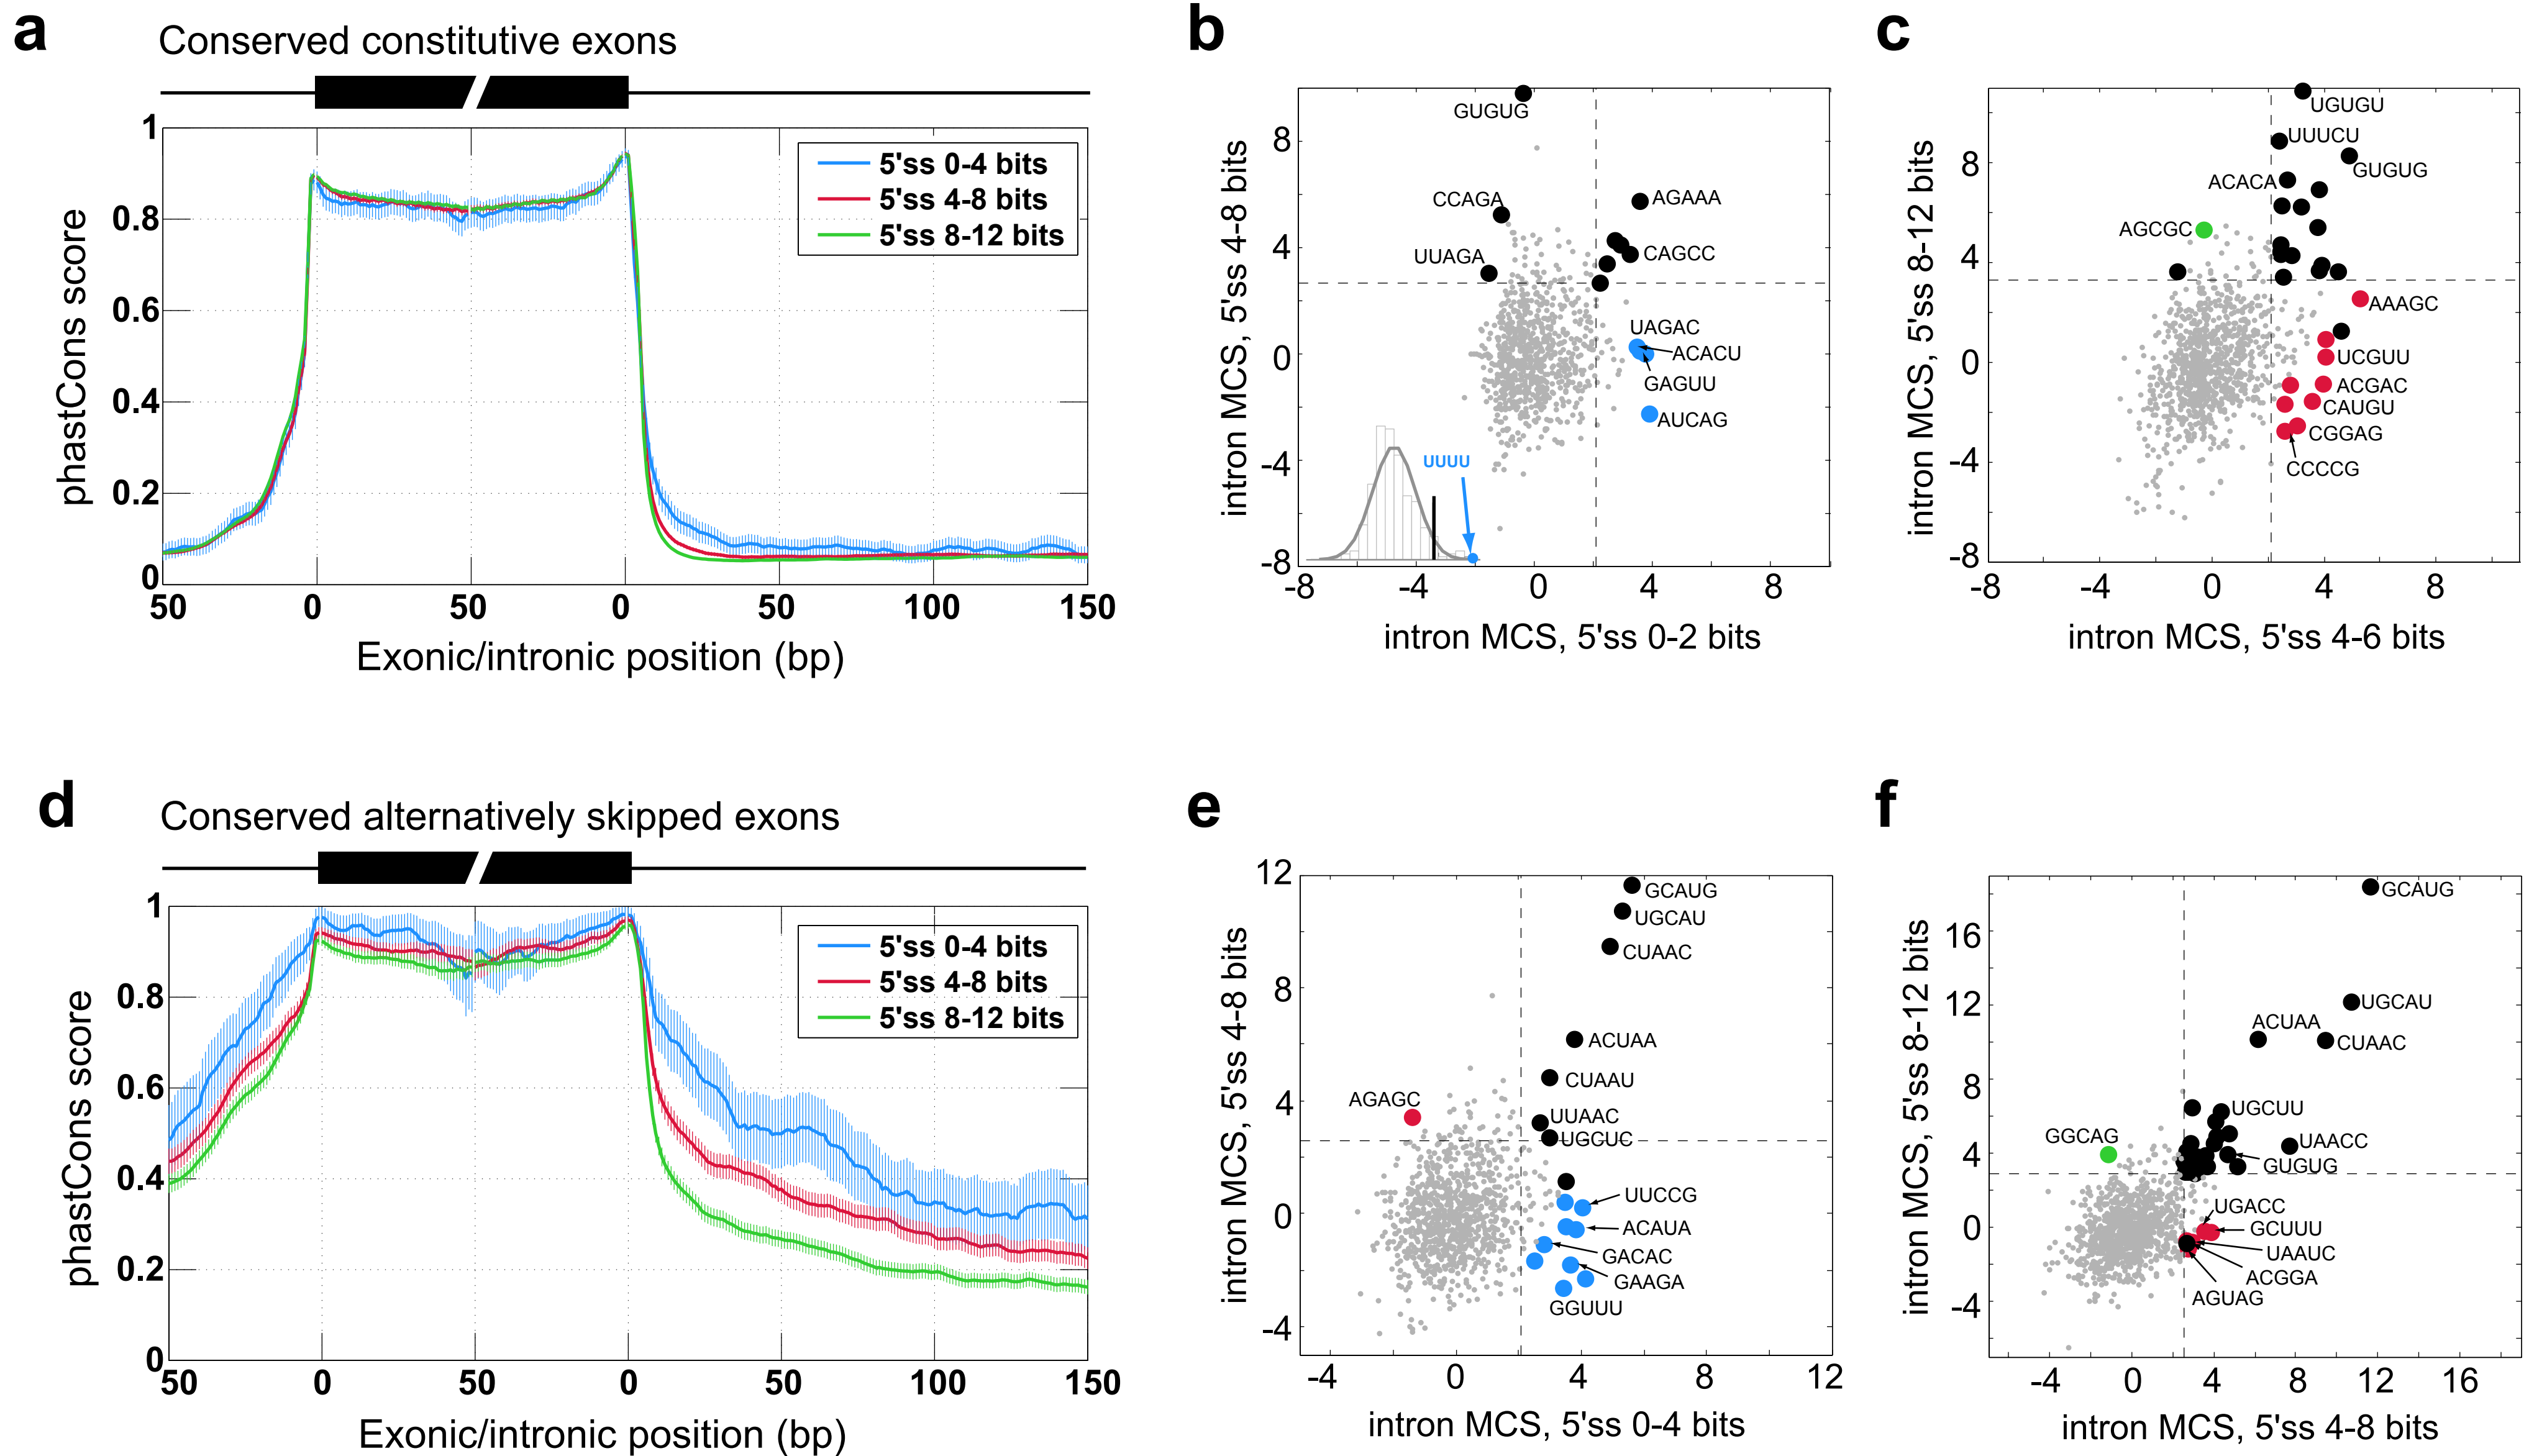 a
Conserved constitutive exons
phastCons score
1
0.8
0.6
0.4
0.2
0
5'ss 0-4 bits
5'ss 4-8 bits
5'ss 8-12 bits
50 0 50 0 50 100 150
Exonic/intronic position (bp)
b
intron MCS, 5'ss 4-8 bits
8
4
0
-4
-8
GUGUG
CCAGA
AGAAA
UUAGA
CAGCC
UAGAC
ACACU
GAGUU
AUCAG
UUUU
-8 -4 0 4 8
intron MCS, 5'ss 0-2 bits
c
intron MCS, 5'ss 8-12 bits
8
4
0
-4
-8
UGUGU
UUUCU
GUGUG
ACACA
AGCGC
AAAGC
UCGUU
ACGAC
CAUGU
CGGAG
CCCCG
-8 -4 0 4 8
intron MCS, 5'ss 4-6 bits
d
Conserved alternatively skipped exons
phastCons score
1
0.8
0.6
0.4
0.2
0
5'ss 0-4 bits
5'ss 4-8 bits
5'ss 8-12 bits
50 0 50 0 50 100 150
Exonic/intronic position (bp)
e
intron MCS, 5'ss 4-8 bits
12
8
4
0
-4
GCAUG
UGCAU
CUAAC
ACUAA
CUAAU
AGAGC
UUAAC
UGCUC
UUCCG
ACAUA
GACAC
GAAGA
GGUUU
-4 0 4 8 12
intron MCS, 5'ss 0-4 bits
f
intron MCS, 5'ss 8-12 bits
16
12
8
4
0
-4
GCAUG
UGCAU
ACUAA
CUAAC
UGCUU
GGCAG
UAACC
GUGUG
UGACC
GCUUU
UAAUC
ACGGA
AGUAG
-4 0 4 8 12 16
intron MCS, 5'ss 4-8 bits